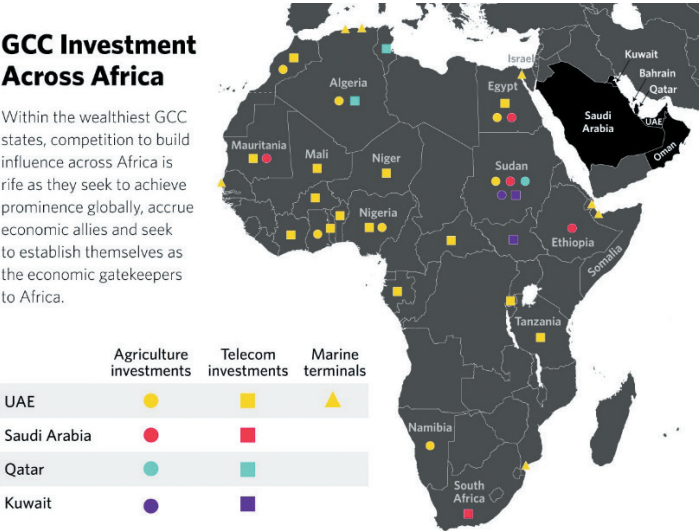 GCC Investment
Across Africa
Within the wealthiest GCC
states, competition to build
influence across Africa is
rife as they seek to achieve
prominence globally, accrue
economic allies and seek
to establish themselves as
the economic gatekeepers
to Africa.
Agriculture
investments
Telecom
investments
Marine
terminals
UAE
Saudi Arabia
Qatar
Kuwait
Israel
Kuwait
Bahrain
Qatar
Saudi
Arabia
UAE
Oman
Algeria
Egypt
Mauritania
Mali
Niger
Sudan
Nigeria
Ethiopia
Somalia
Tanzania
Namibia
South
Africa